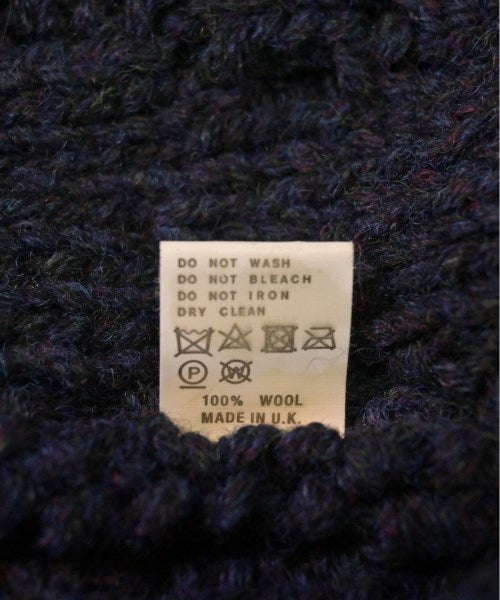 DO NOT WASH
DO NOT BLEACH
DO NOT IRON
DRY CLEAN
P W
100% WOOL
MADE IN U.K.